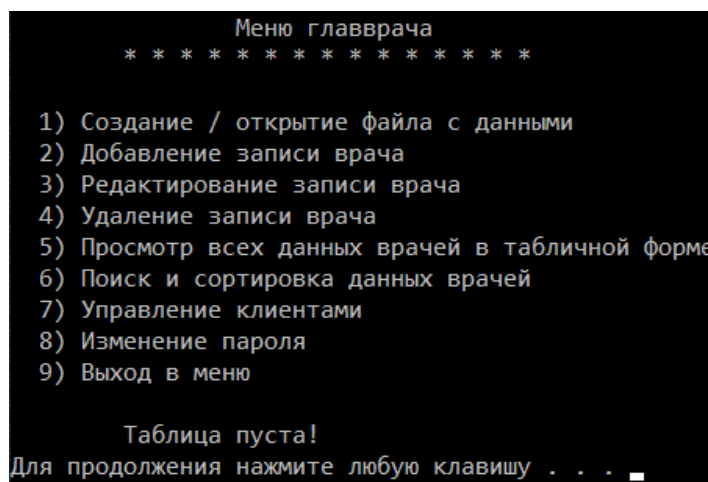 Меню главврача
* * * * * * * * * * * * * * *
1) Создание / открытие файла с данными
2) Добавление записи врача
3) Редактирование записи врача
4) Удаление записи врача
5) Просмотр всех данных врачей в табличной форме
6) Поиск и сортировка данных врачей
7) Управление клиентами
8) Изменение пароля
9) Выход в меню
Таблица пуста!
Для продолжения нажмите любую клавишу . . .